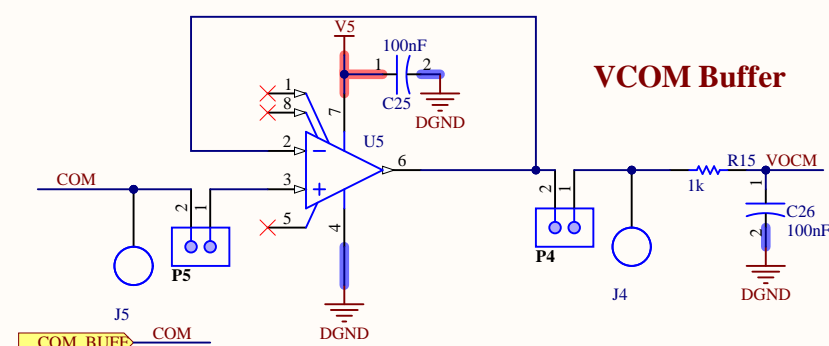 V5
100nF
1
2
VCOM Buffer
1
C25
8
7
DGND
U5
2
6
COM
3
R15
VOCM
2
1
2
1
1k
1
5
4
C26
100nF
2
P5
P4
J5
J4
DGND
DGND
COM_BUFF
COM